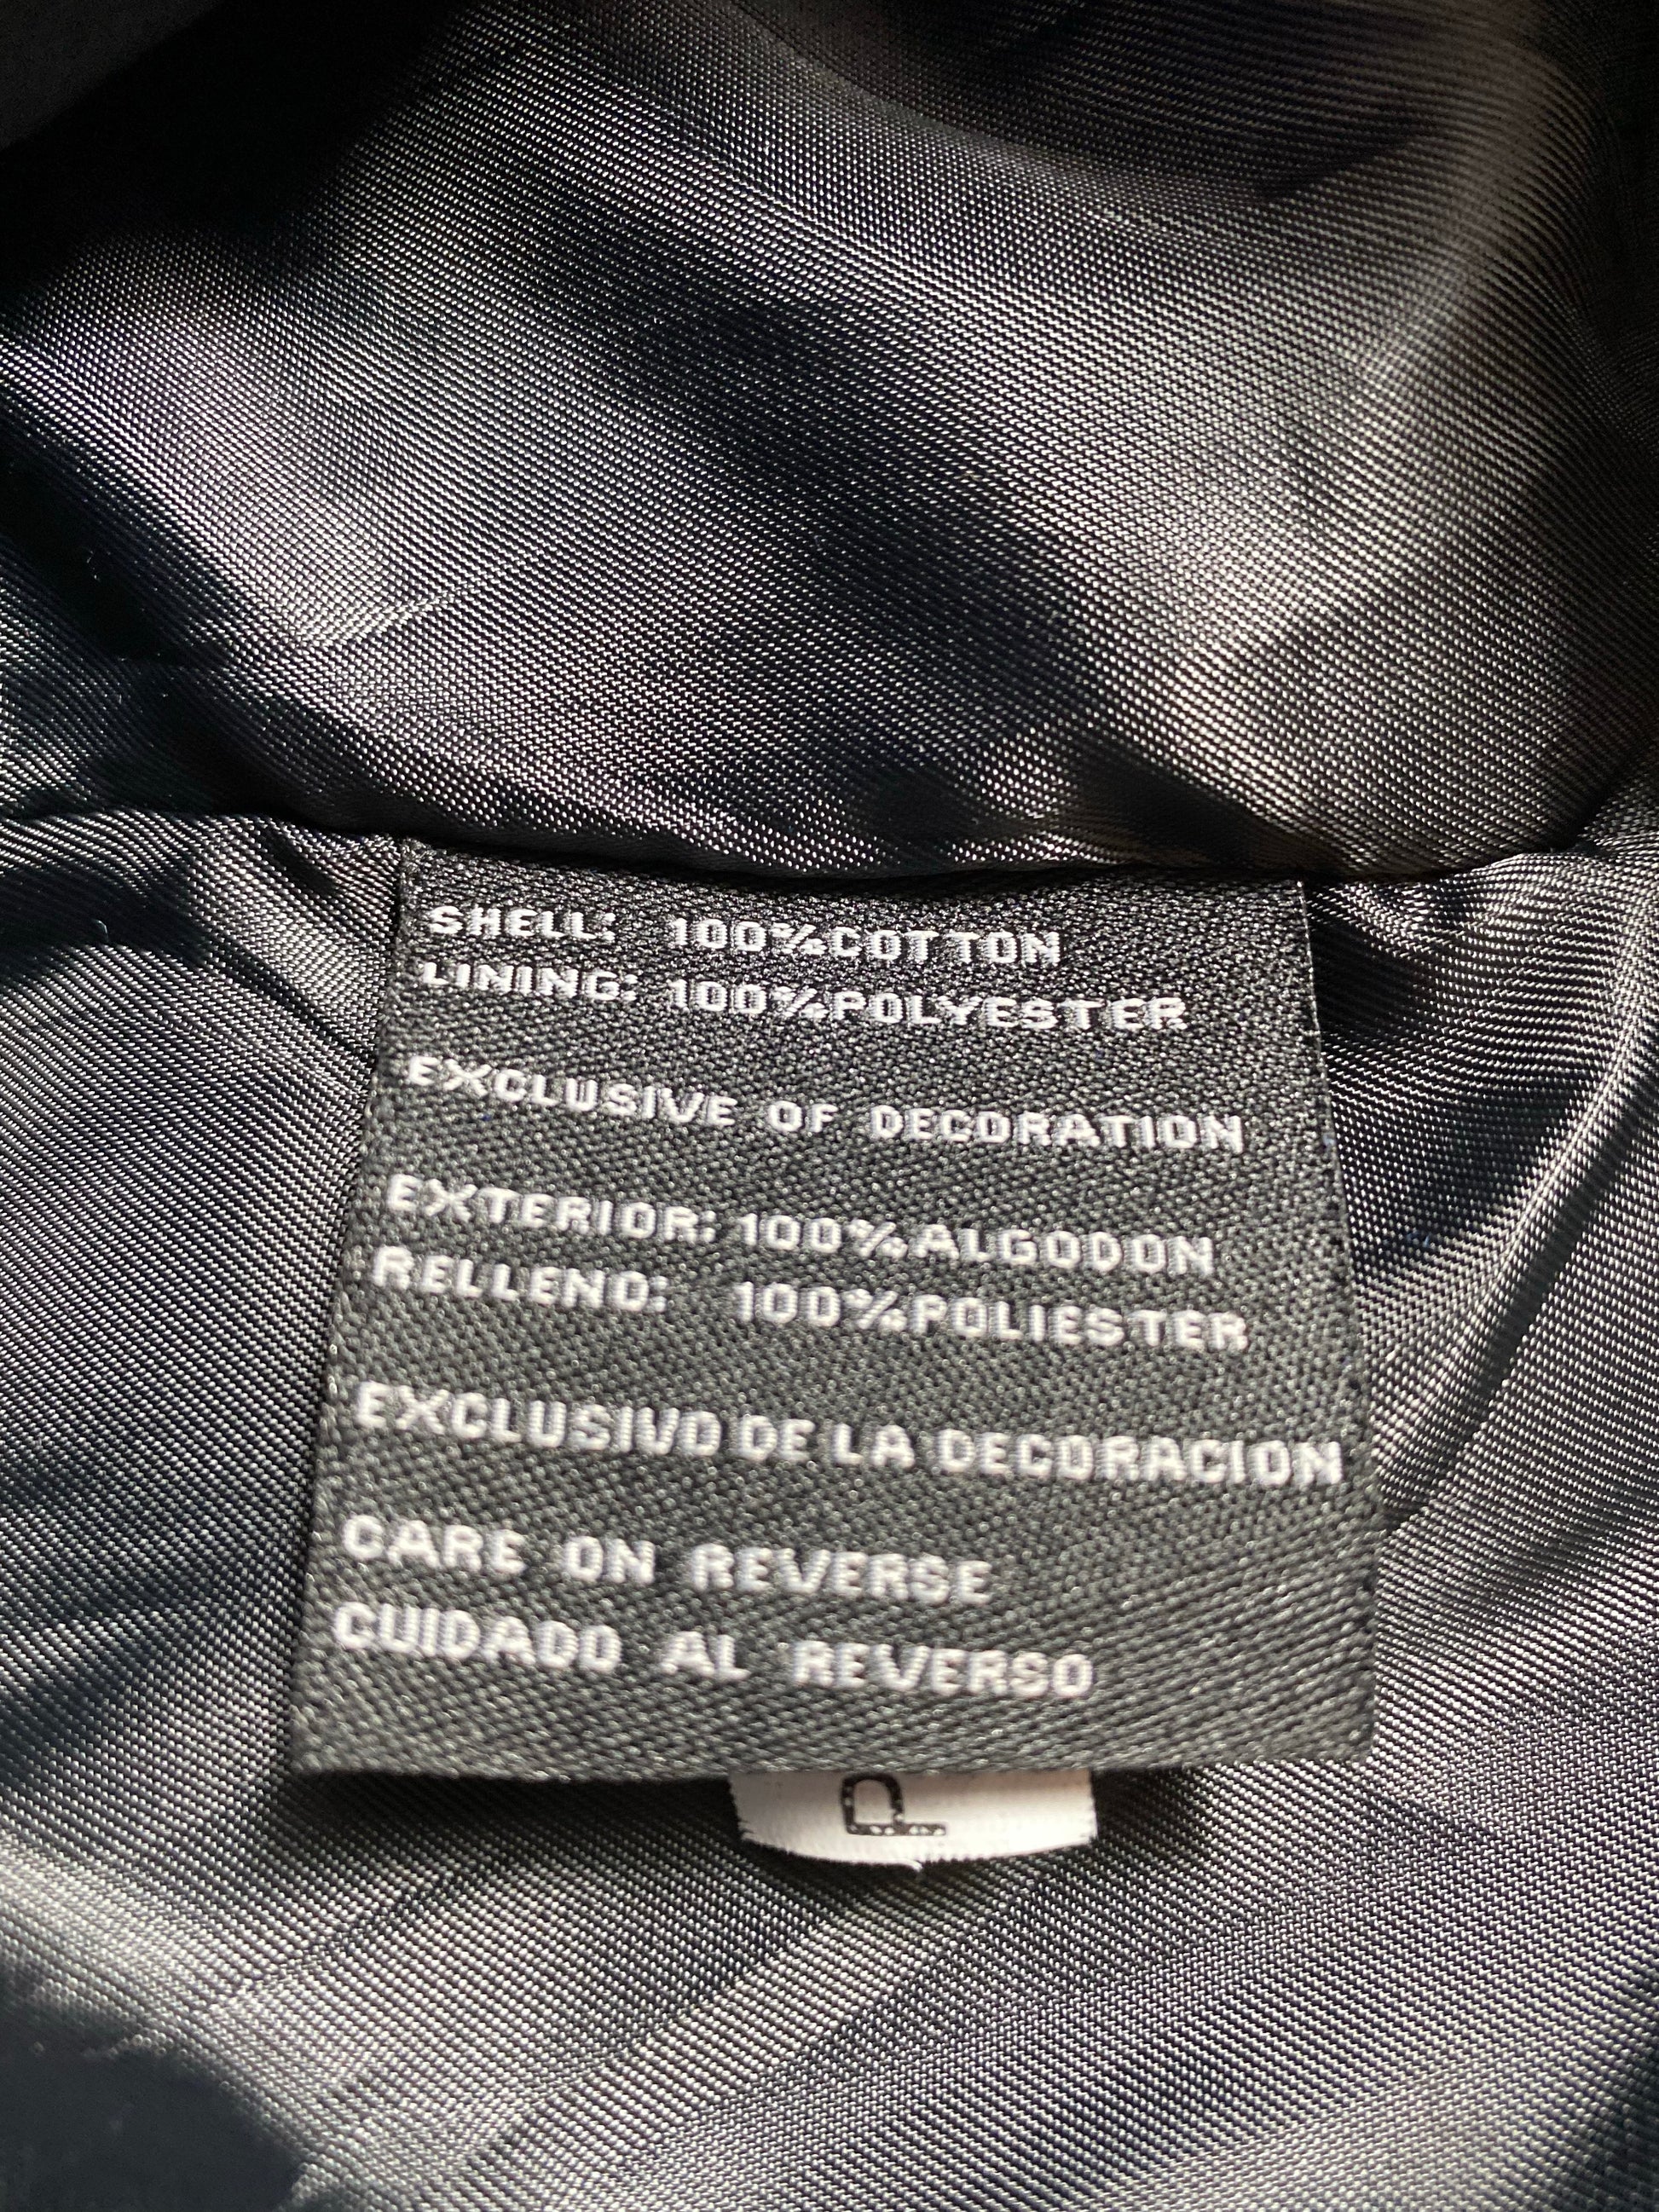 SHELL: 100%COTTON
LINING: 100%POLYESTER
EXCLUSIVE OF DECORATION
EXTERIOR: 100%ALGODON
RELLENO: 100%POLIESTER
EXCLUSIVO DE LA DECORACION
CARE ON REVERSE
CUIDADO AL REVERSO
P